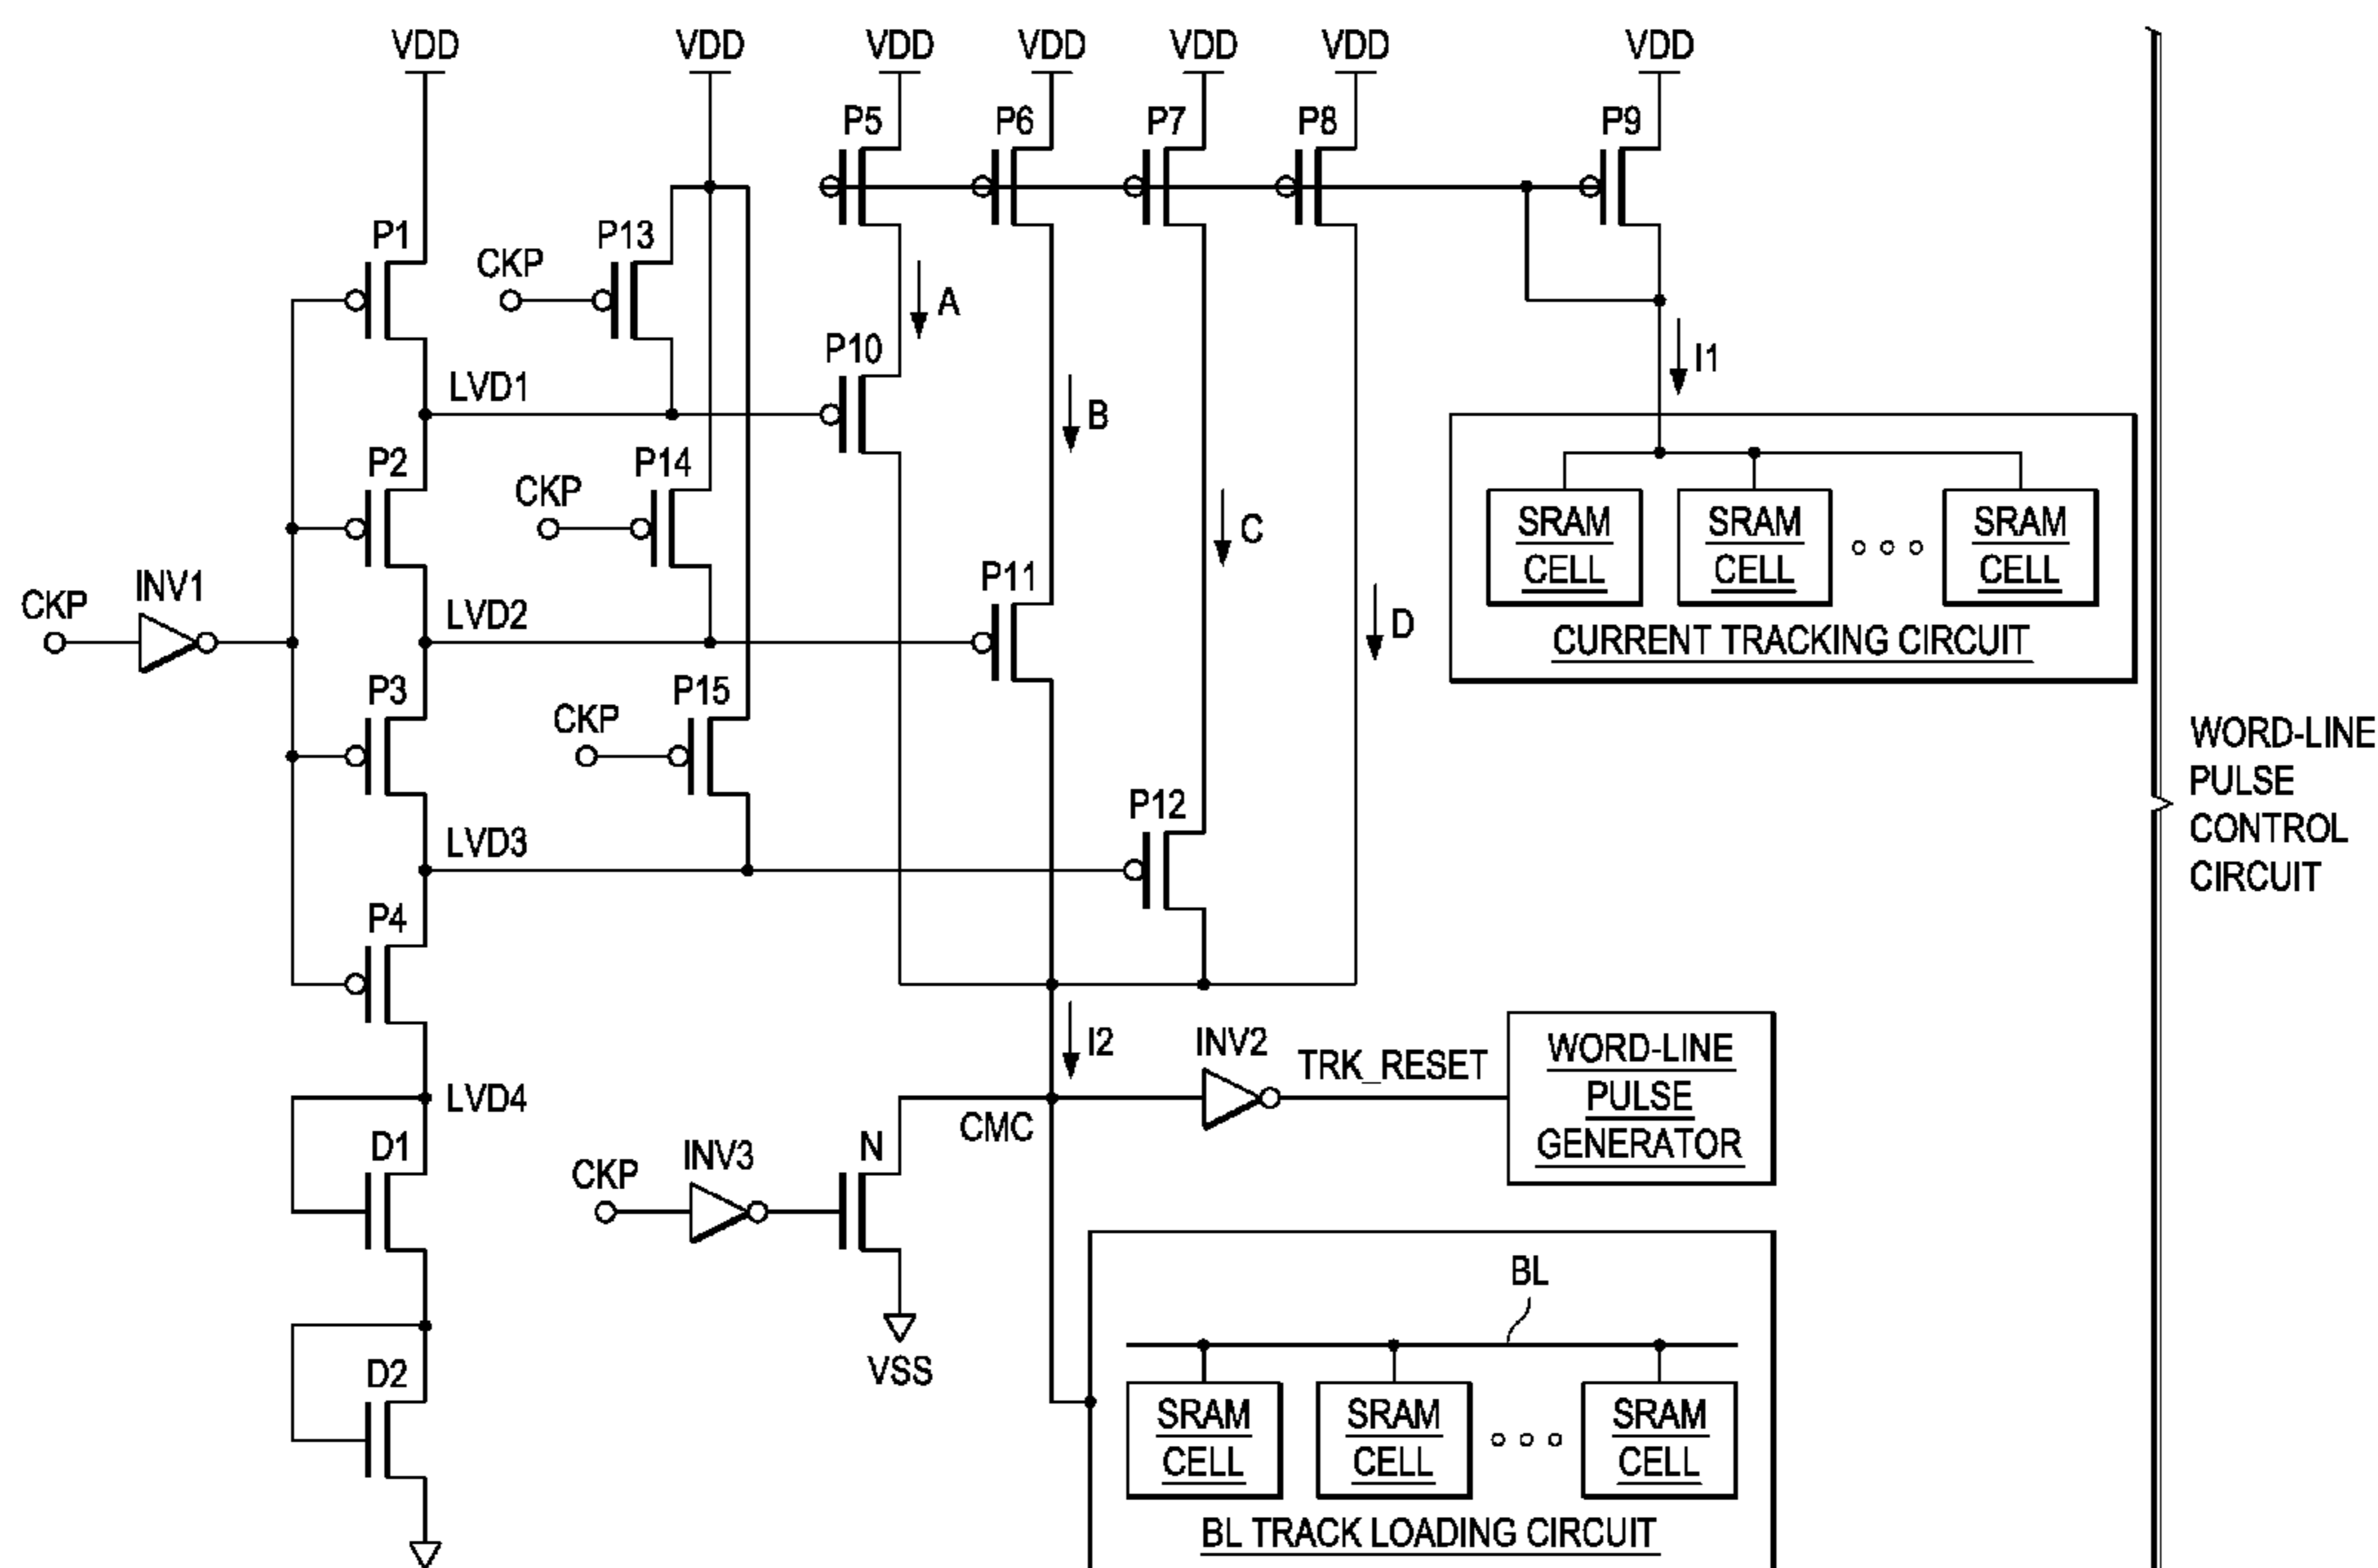 VDD VDD VDD VDD VDD VDD VDD
P5 P6 P7 P8 P9
P1 P13
CKP
A
P10
I1
LVD1
B
P2 P14
CKP
C
SRAM CELL
SRAM CELL
SRAM CELL
CURRENT TRACKING CIRCUIT
P11
CKP INV1
LVD2
D
P3 P15
CKP
WORD-LINE
PULSE
CONTROL
CIRCUIT
P12
LVD3
P4
I2
INV2
TRK_RESET
WORD-LINE
PULSE
GENERATOR
LVD4
CMC
D1
CKP INV3 N
BL
VSS
D2
SRAM CELL
SRAM CELL
SRAM CELL
BL TRACK LOADING CIRCUIT